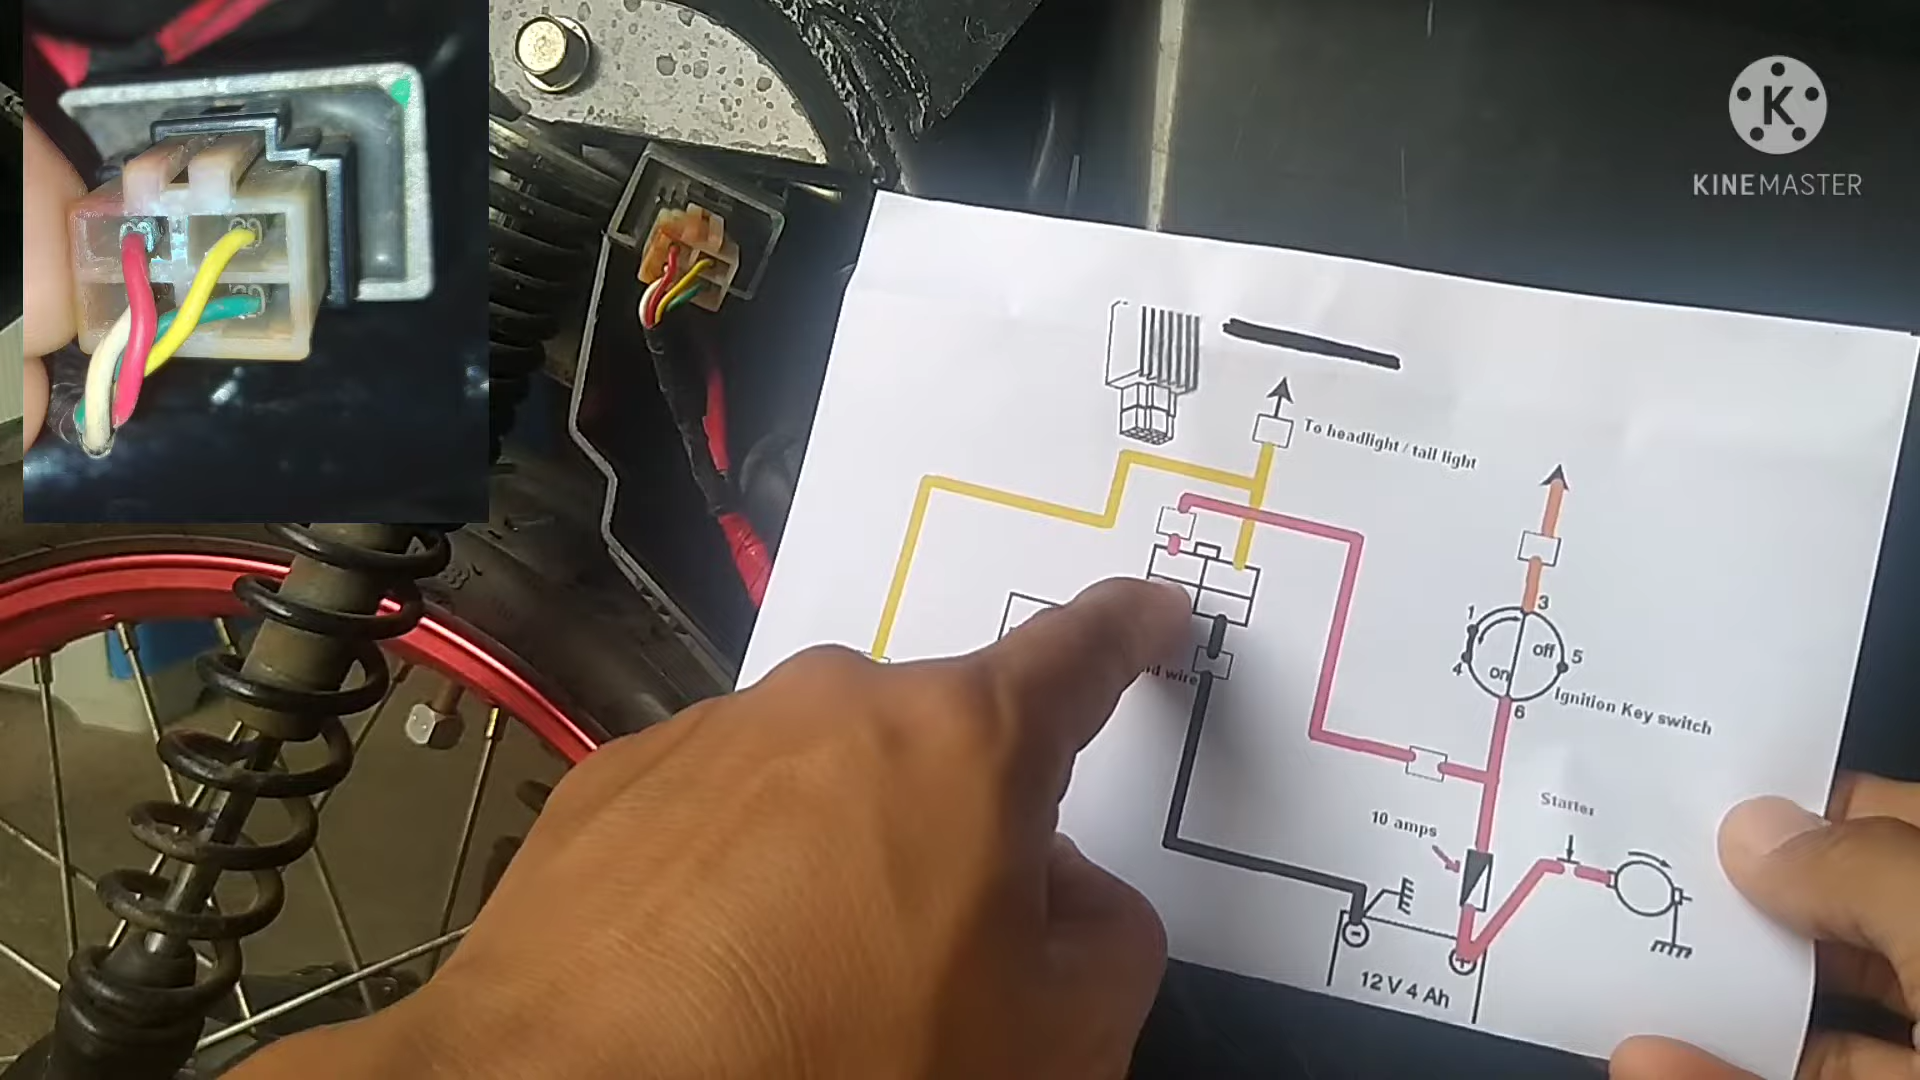 K
KINEMASTER
To headlight / tail light
1
3
off
5
4
on
6
Ignition Key switch
wire
Starter
10 amps
-
+
12 V 4 Ah